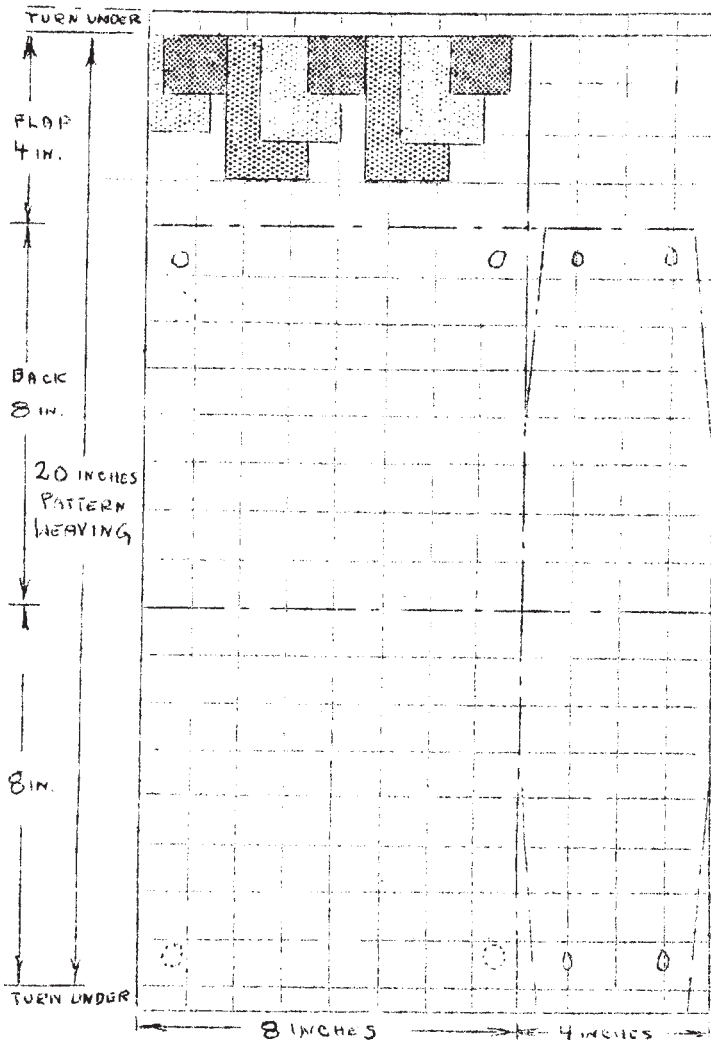 TURN UNDER
FLAP
4 IN.
BACK
8 IN.
20 INCHES
PATTERN
WEAVING
8 IN.
TURN UNDER
8 INCHES
4 INCHES